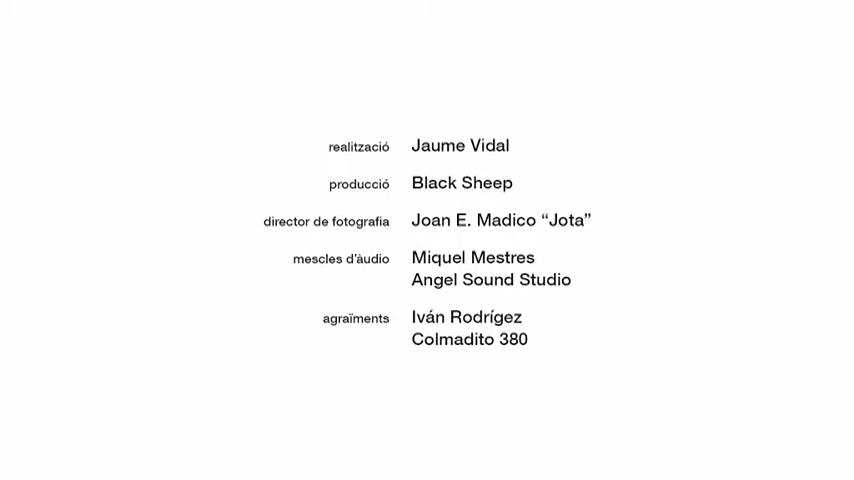 realització Jaume Vidal
producció Black Sheep
director de fotografia Joan E. Madico “Jota”
mescles d'àudio Miquel Mestres
Angel Sound Studio
agraïments Iván Rodrígez
Colmadito 380